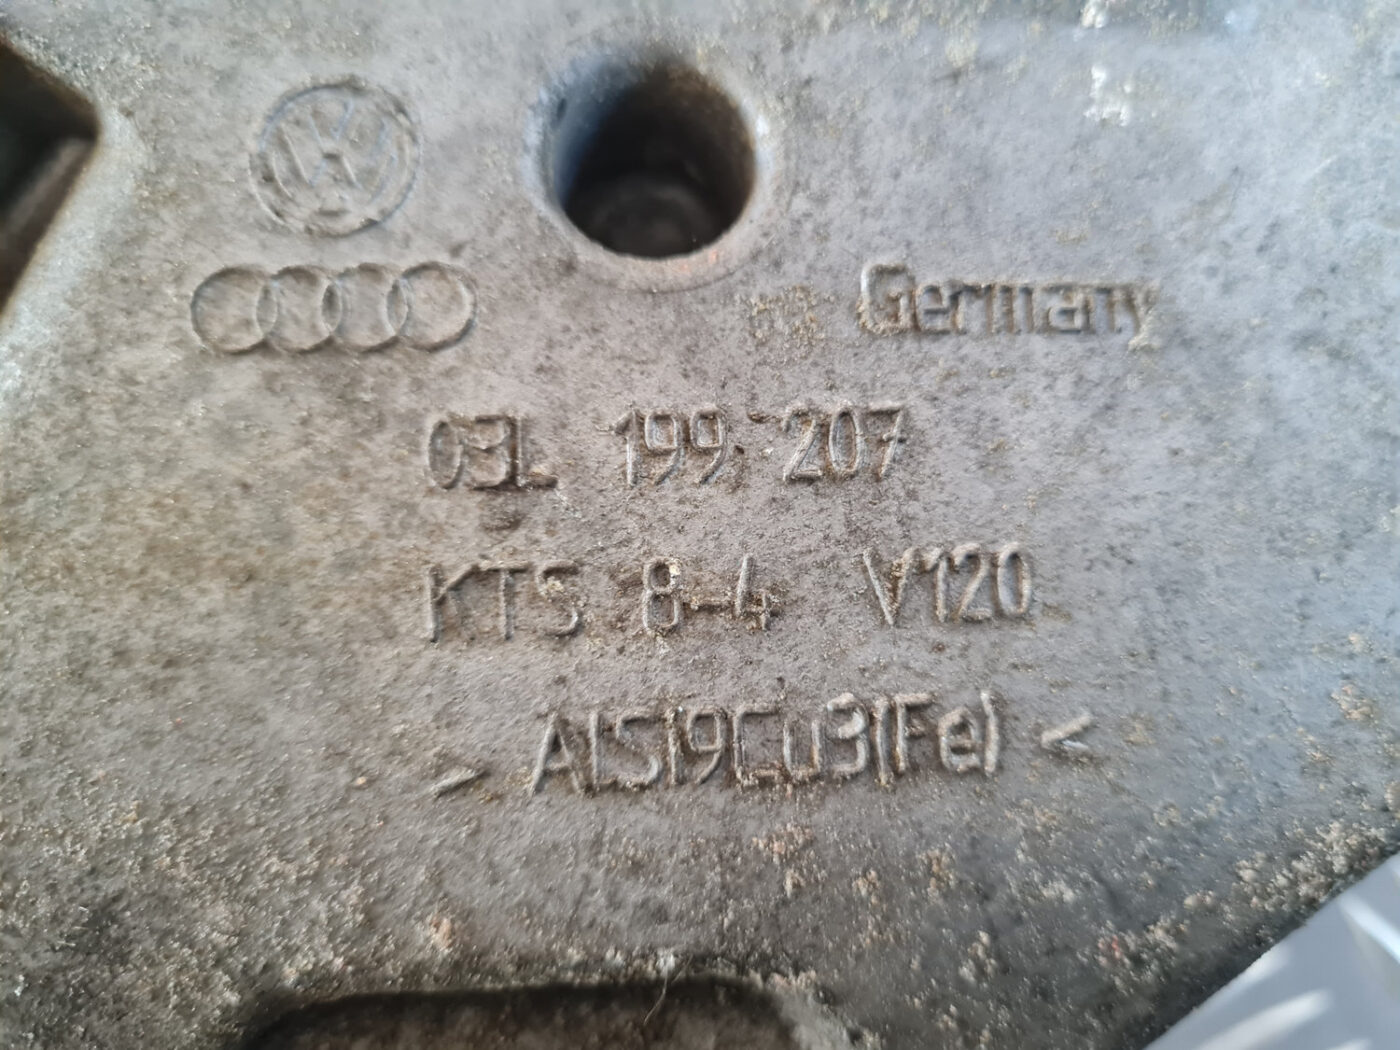 Germany
03L 199 207
KTS 8-4 V120
> AlSi9Cu3(Fe) <